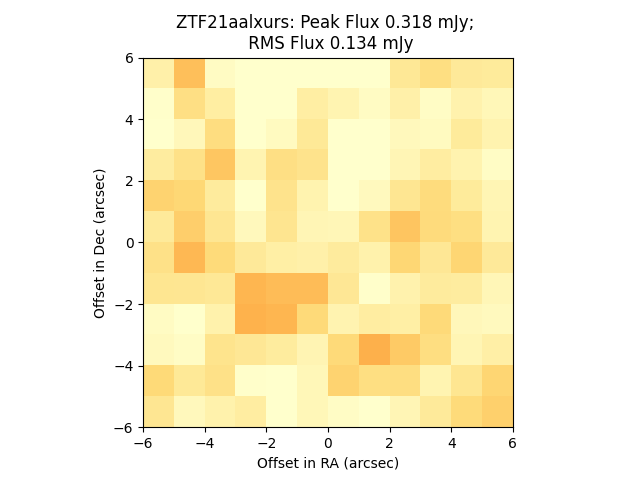 ZTF21aalxurs: Peak Flux 0.318 mJy;
RMS Flux 0.134 mJy
6
4
2
0
−2
−4
−6
Offset in Dec (arcsec)
−6 −4 −2 0 2 4 6
Offset in RA (arcsec)